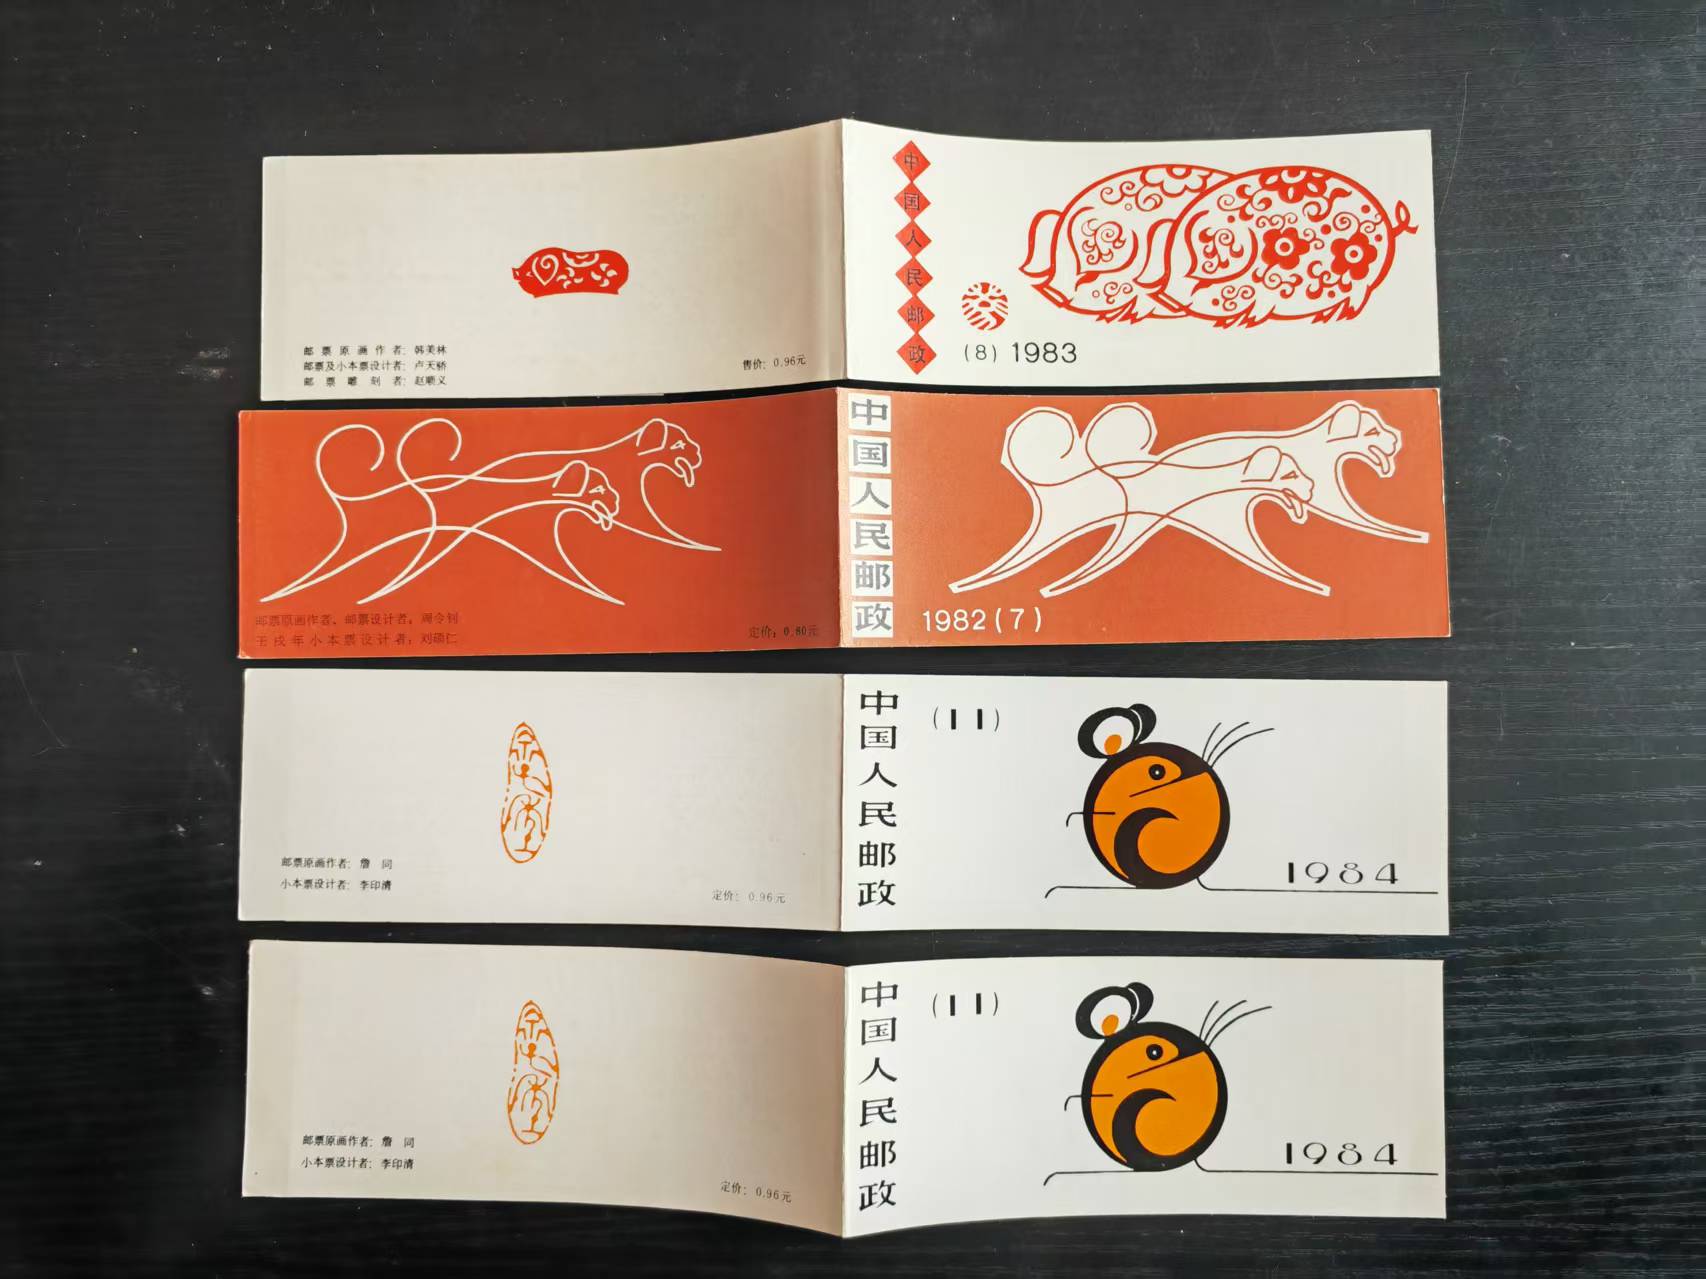 中国人民邮政
(8) 1983
邮票原画作者：韩美林
邮票及小本票设计者：卢天骄
邮票雕刻者：赵顺义
售价：0.96元
中国人民邮政
1982(7)
邮票原画作者、邮票设计者：周令钊
壬戌年小本票设计者：刘硕仁
定价：0.80元
中国人民邮政
(11)
1984
邮票原画作者：詹 同
小本票设计者：李印清
定价：0.96元
中国人民邮政
(11)
1984
邮票原画作者：詹 同
小本票设计者：李印清
定价：0.96元